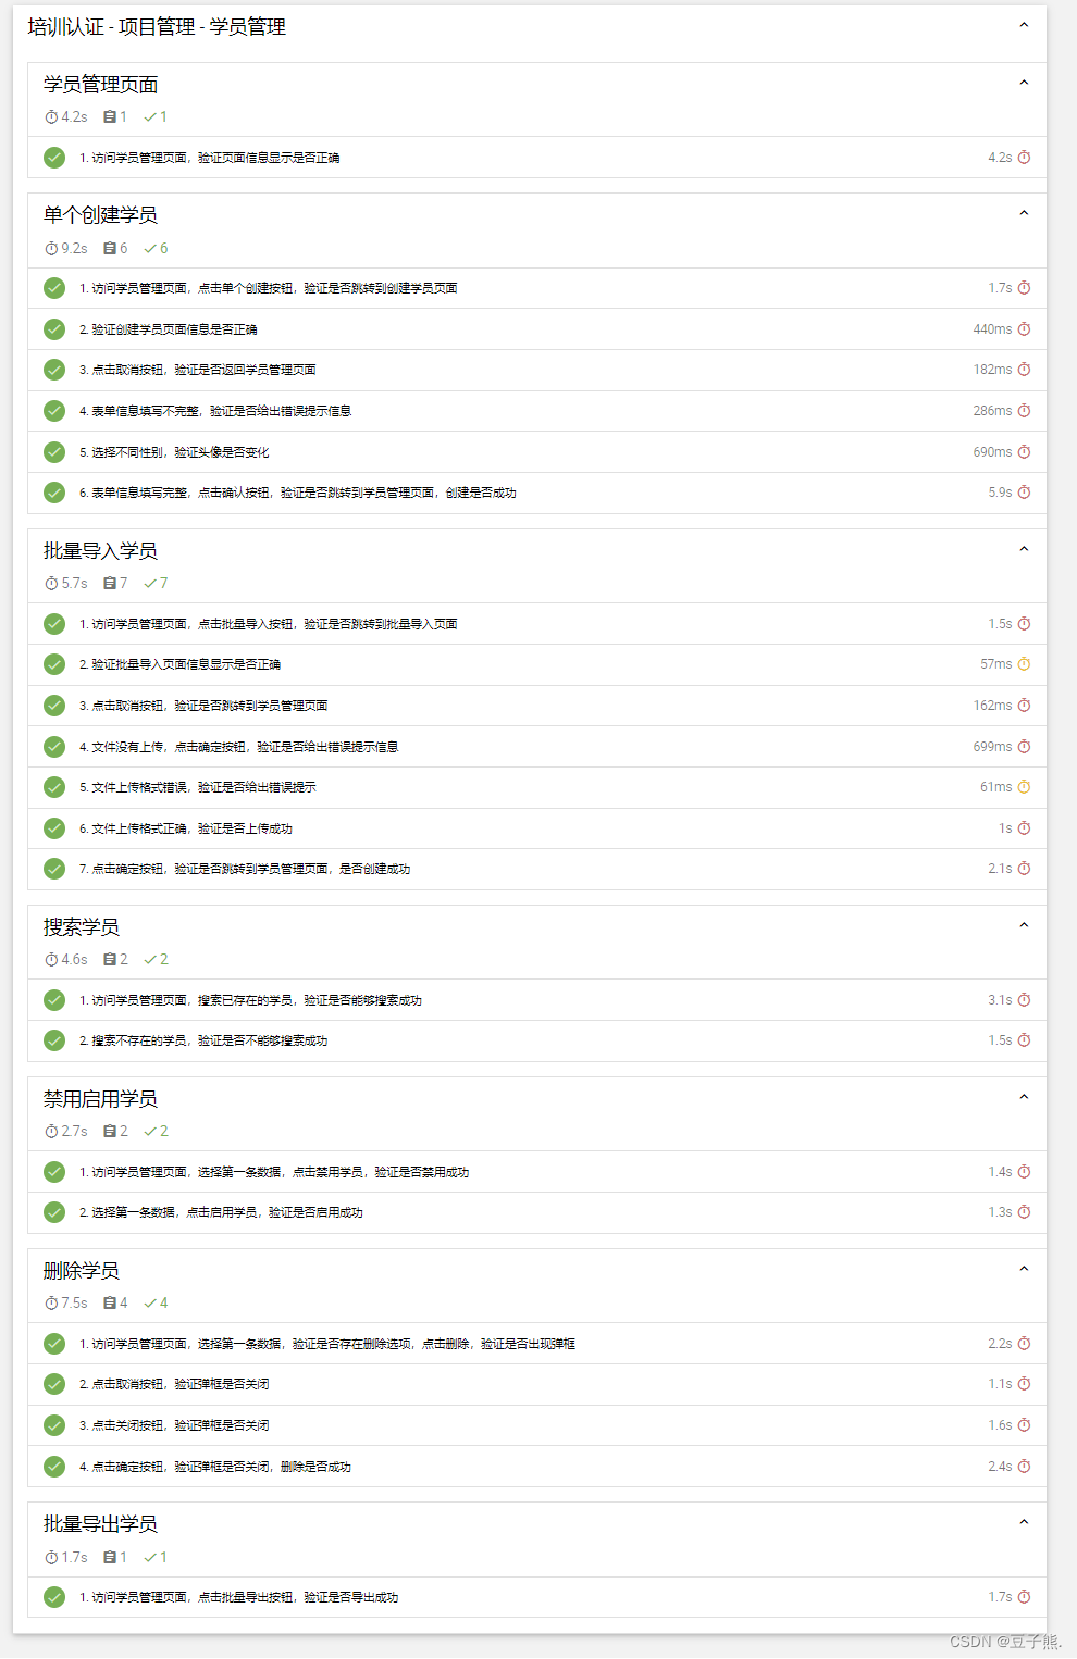 培训认证 - 项目管理 - 学员管理
学员管理页面
4.2s 1 1
1. 访问学员管理页面，验证页面信息显示是否正确 4.2s
单个创建学员
9.2s 6 6
1. 访问学员管理页面，点击单个创建按钮，验证是否跳转到创建学员页面 1.7s
2. 验证创建学员页面信息是否正确 440ms
3. 点击取消按钮，验证是否返回学员管理页面 182ms
4. 表单信息填写不完整，验证是否给出错误提示信息 286ms
5. 选择不同性别，验证头像是否变化 690ms
6. 表单信息填写完整，点击确认按钮，验证是否跳转到学员管理页面，创建是否成功 5.9s
批量导入学员
5.7s 7 7
1. 访问学员管理页面，点击批量导入按钮，验证是否跳转到批量导入页面 1.5s
2. 验证批量导入页面信息显示是否正确 57ms
3. 点击取消按钮，验证是否跳转到学员管理页面 162ms
4. 文件没有上传，点击确定按钮，验证是否给出错误提示信息 699ms
5. 文件上传格式错误，验证是否给出错误提示 61ms
6. 文件上传格式正确，验证是否上传成功 1s
7. 点击确定按钮，验证是否跳转到学员管理页面，是否创建成功 2.1s
搜索学员
4.6s 2 2
1. 访问学员管理页面，搜索已存在的学员，验证是否能够搜索成功 3.1s
2. 搜索不存在的学员，验证是否不能够搜索成功 1.5s
禁用启用学员
2.7s 2 2
1. 访问学员管理页面，选择第一条数据，点击禁用学员，验证是否禁用成功 1.4s
2. 选择第一条数据，点击启用学员，验证是否启用成功 1.3s
删除学员
7.5s 4 4
1. 访问学员管理页面，选择第一条数据，验证是否存在删除选项，点击删除，验证是否出现弹框 2.2s
2. 点击取消按钮，验证弹框是否关闭 1.1s
3. 点击关闭按钮，验证弹框是否关闭 1.6s
4. 点击确定按钮，验证弹框是否关闭，删除是否成功 2.4s
批量导出学员
1.7s 1 1
1. 访问学员管理页面，点击批量导出按钮，验证是否导出成功 1.7s
CSDN @豆子熊.